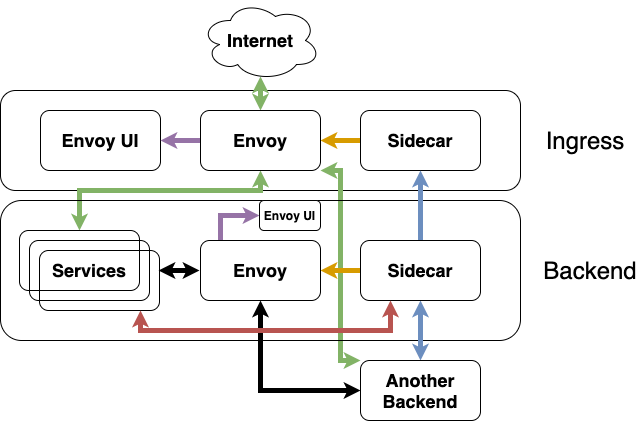 Internet
Envoy UI
Envoy
Sidecar
Ingress
Envoy UI
Services
Envoy
Sidecar
Backend
Another
Backend